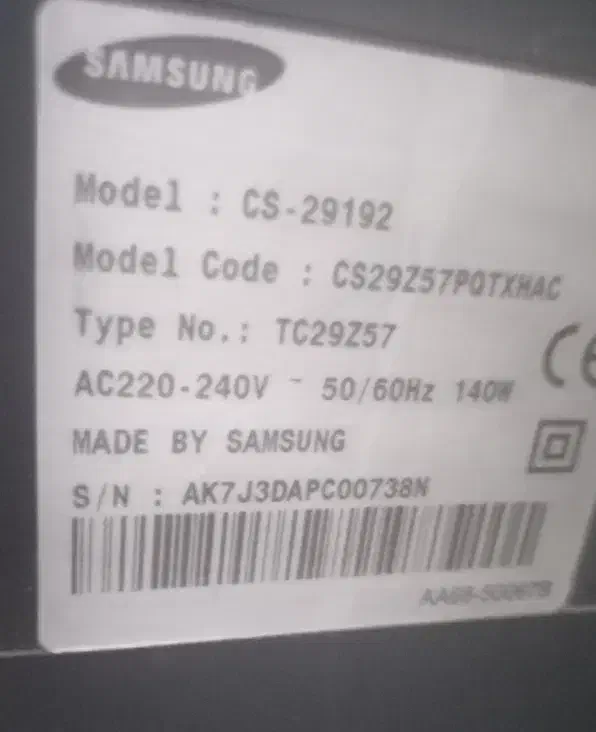 SAMSUNG
Model : CS-29192
Model Code : CS29Z57PQTXHAC
Type No.: TC29Z57
AC220-240V ~ 50/60Hz 140W
CE
MADE BY SAMSUNG
S/N : AK7J3DAPC00738N